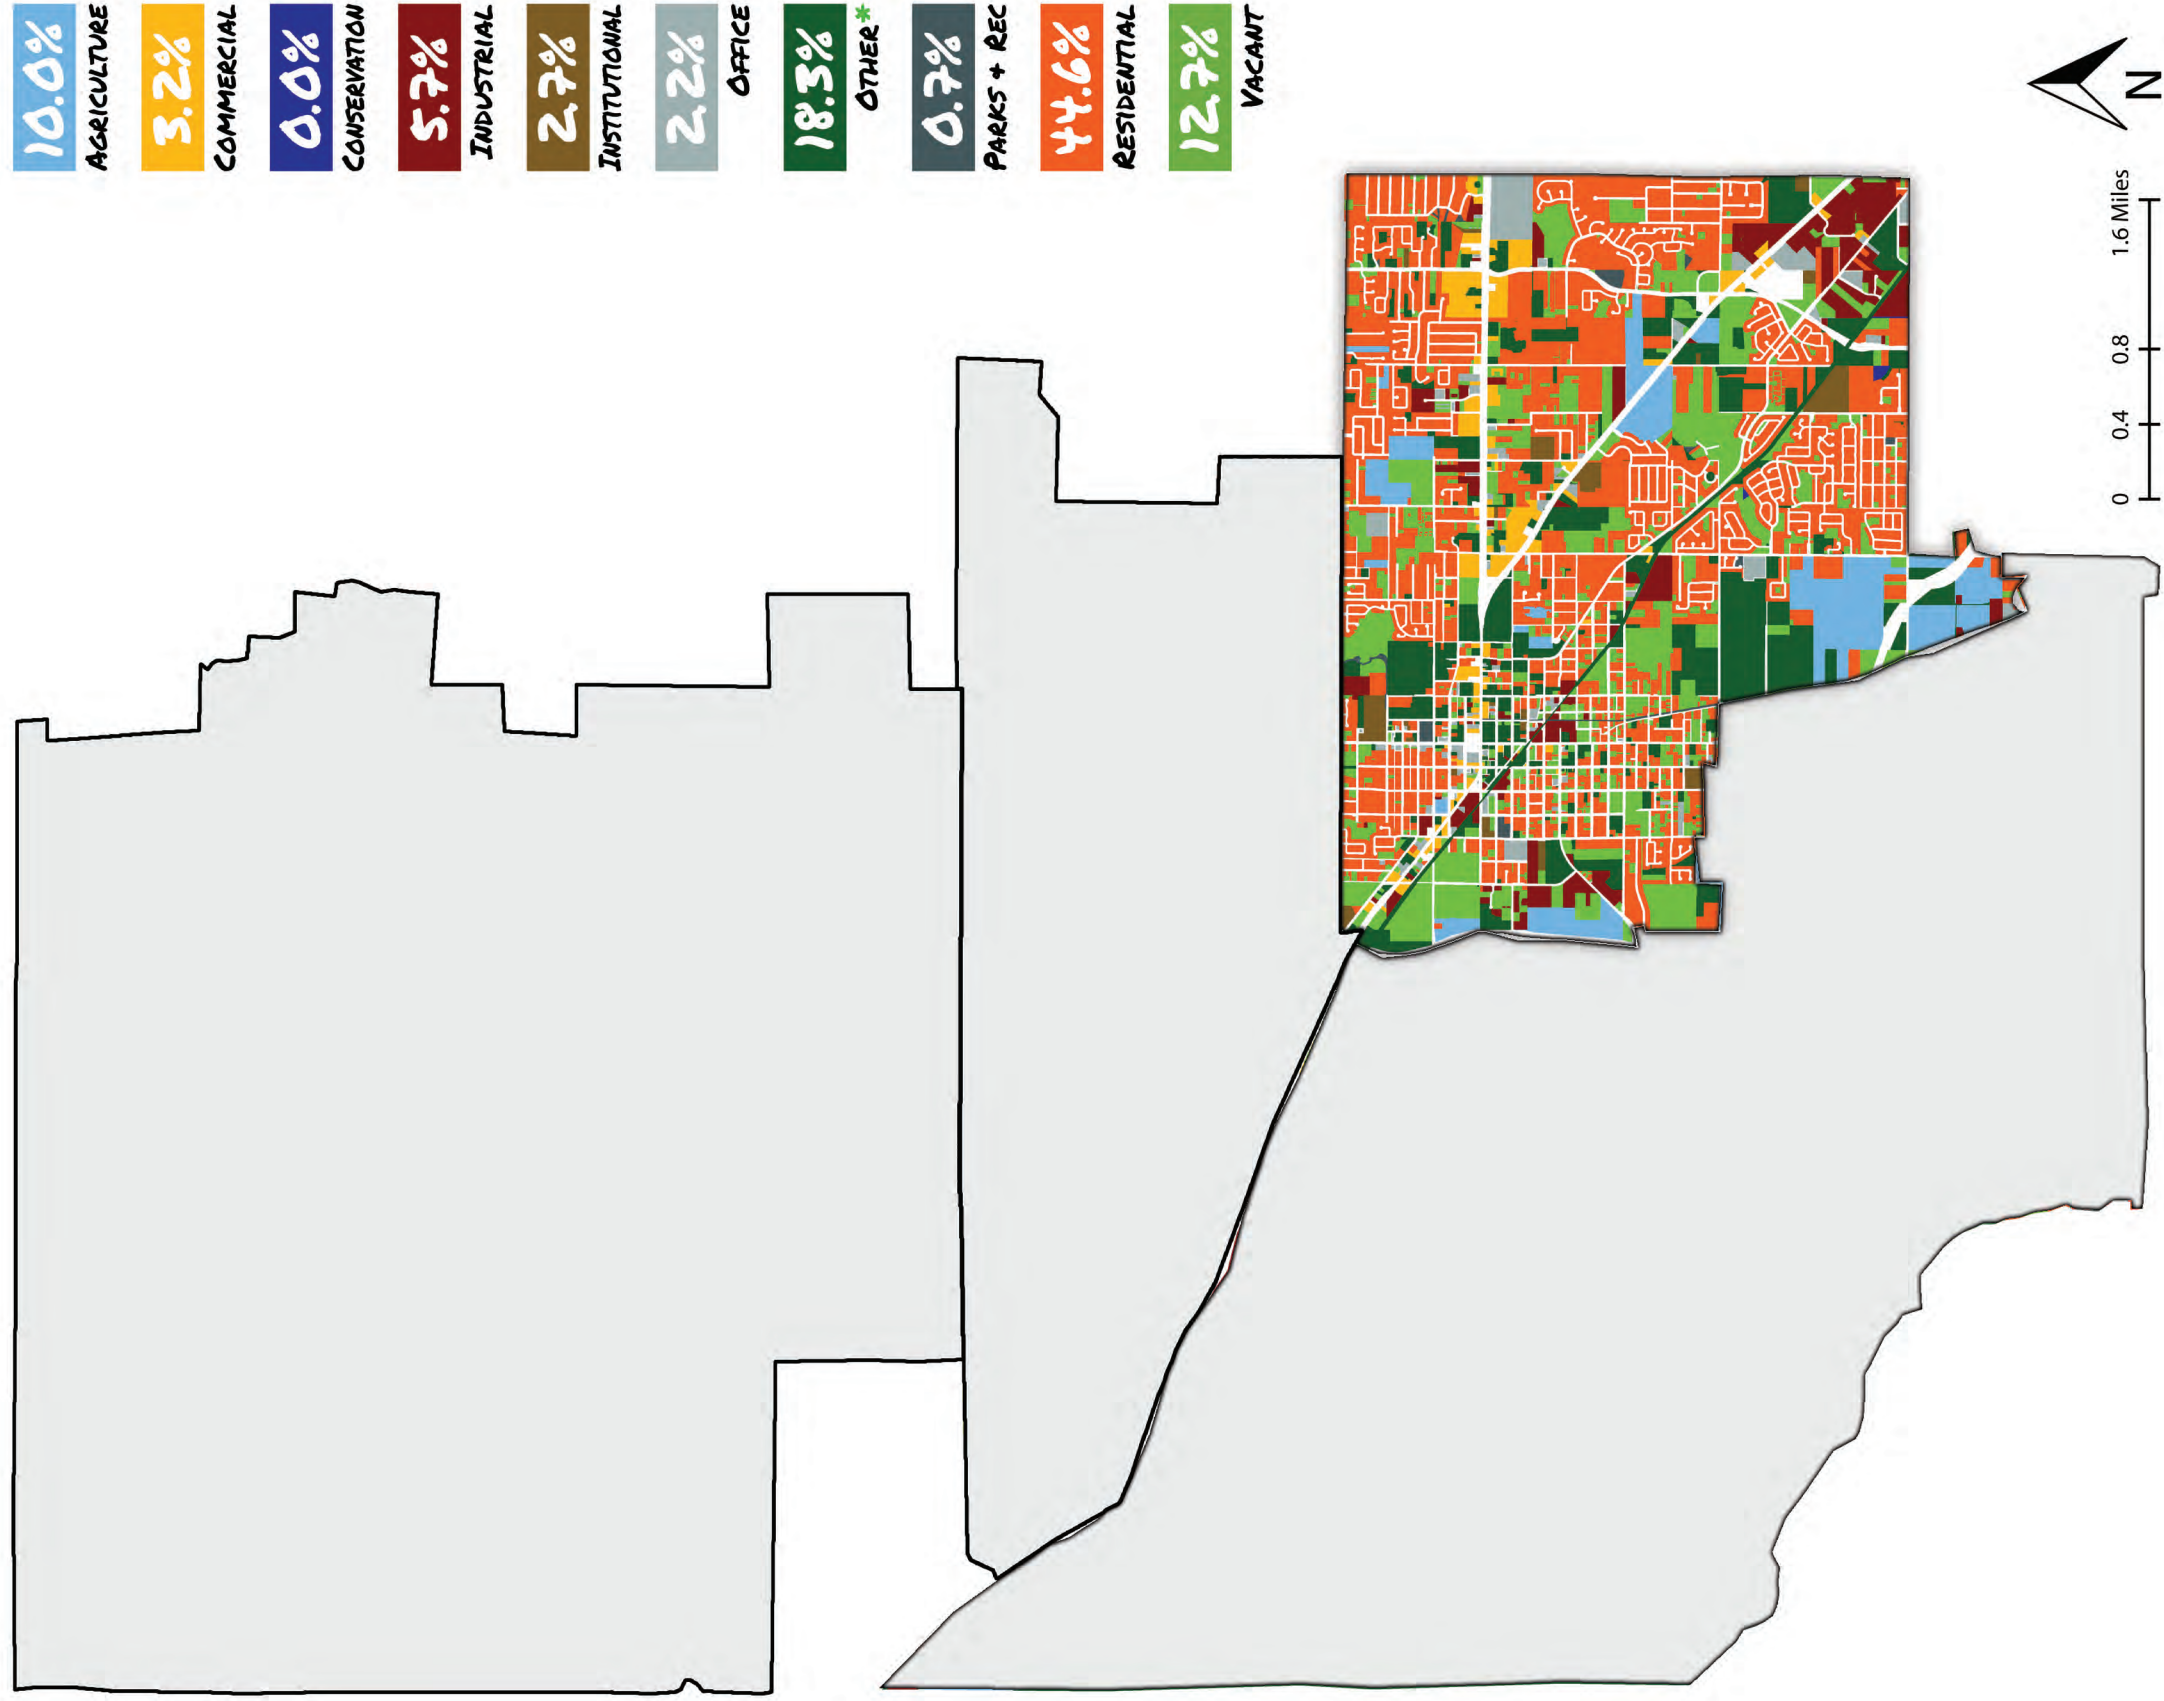 10.0%
AGRICULTURE
3.2%
COMMERCIAL
0.0%
CONSERVATION
5.7%
INDUSTRIAL
2.7%
INSTITUTIONAL
2.2%
OFFICE
18.3%
OTHER*
0.7%
PARKS + REC
44.6%
RESIDENTIAL
12.7%
VACANT
N
0 0.4 0.8 1.6 Miles